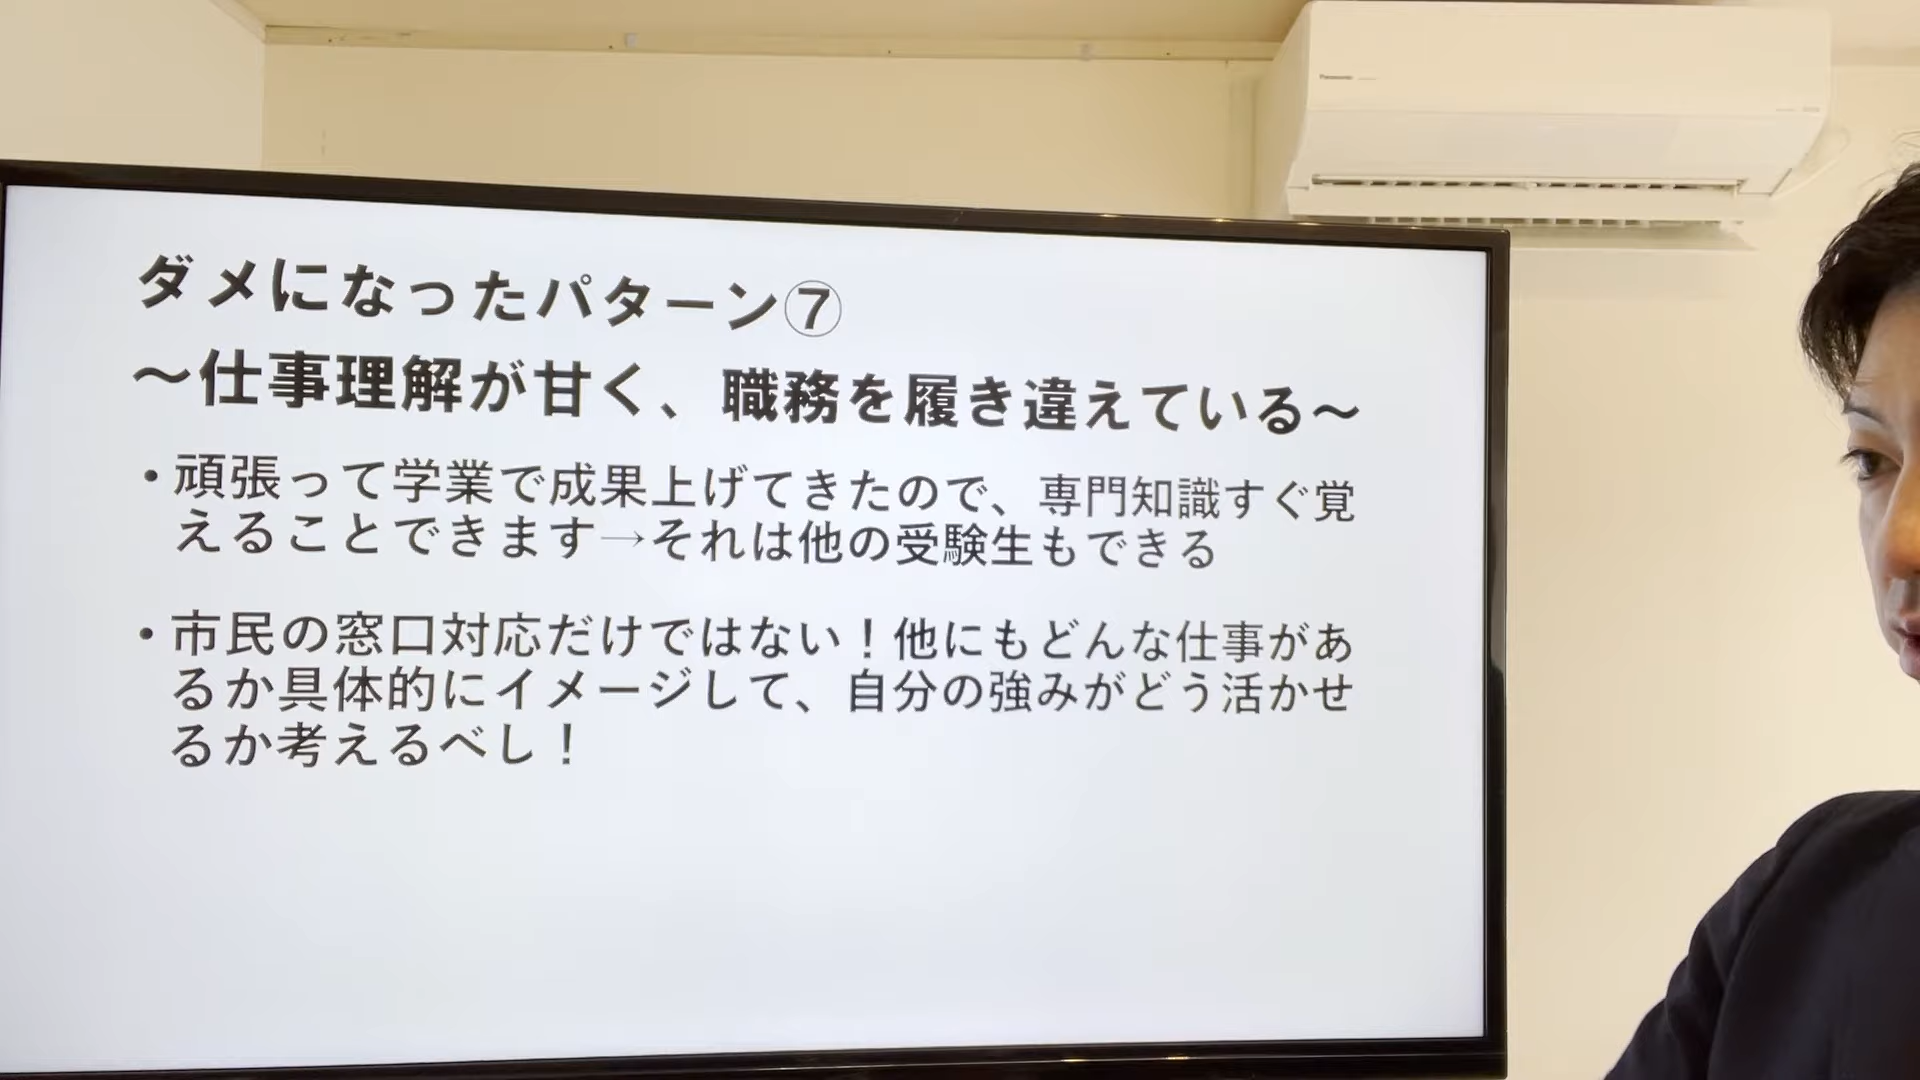 Panasonic
ダメになったパターン⑦
～仕事理解が甘く、職務を履き違えている～
・頑張って学業で成果上げてきたので、専門知識すぐ覚
えることできます→それは他の受験生もできる
・市民の窓口対応だけではない！他にもどんな仕事があ
るか具体的にイメージして、自分の強みがどう活かせ
るか考えるべし！